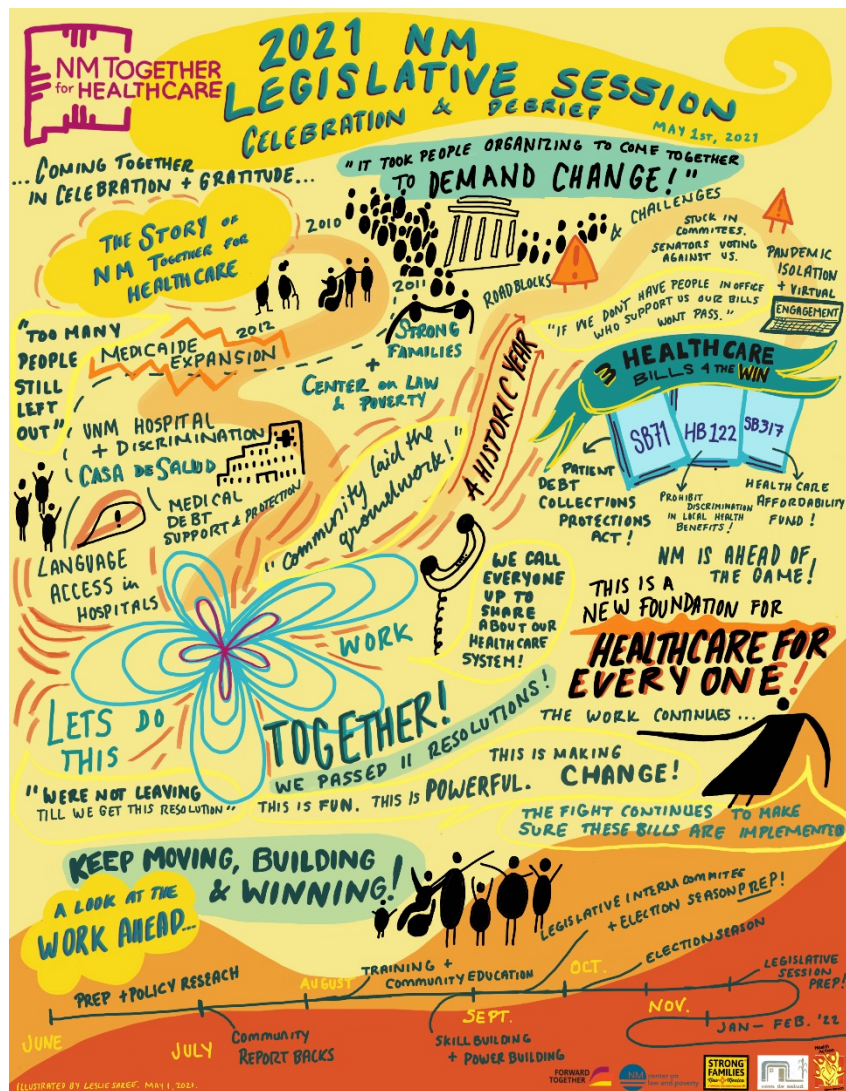 NM TOGETHER
for HEALTHCARE
2021 NM
LEGISLATIVE SESSION
CELEBRATION & DEBRIEF
MAY 1ST, 2021
...COMING TOGETHER
IN CELEBRATION + GRATITUDE...
"IT TOOK PEOPLE ORGANIZING TO COME TOGETHER
TO DEMAND CHANGE!"
THE STORY OF
NM TOGETHER FOR
HEALTHCARE
2010
2011
STRONG
FAMILIES
+
CENTER on LAW
& POVERTY
2012
MEDICAIDE
EXPANSION
"TOO MANY
PEOPLE
STILL
LEFT
OUT"
UNM HOSPITAL
+ DISCRIMINATION
CASA DE SALUD
MEDICAL
DEBT
SUPPORT & PROTECTION
LANGUAGE
ACCESS in
HOSPITALS
"Community laid the
groundwork!"
A HISTORIC YEAR
ROADBLOCKS
& CHALLENGES
STUCK IN
COMMITEES.
SENATORS VOTING
AGAINST US.
PANDEMIC
ISOLATION
+ VIRTUAL
ENGAGEMENT
"IF WE DONT HAVE PEOPLE IN OFFICE
WHO SUPPORT US OUR BILLS
WONT PASS."
3 HEALTHCARE
BILLS 4 THE WIN
SB71
HB122
SB317
PATIENT
DEBT
COLLECTIONS
PROTECTIONS
ACT!
PROHIBIT
DISCRIMINATION
IN LOCAL HEALTH
BENEFITS!
HEALTH CARE
AFFORDABILITY
FUND!
NM IS AHEAD OF
THE GAME!
WE CALL
EVERYONE
UP TO
SHARE
ABOUT OUR
HEALTHCARE
SYSTEM!
THIS IS A
NEW FOUNDATION FOR
HEALTHCARE FOR
EVERYONE!
THE WORK CONTINUES...
LETS DO
THIS
WORK
TOGETHER!
WE PASSED 11 RESOLUTIONS!
"WERE NOT LEAVING
TILL WE GET THIS RESOLUTION"
THIS IS FUN. THIS IS POWERFUL.
THIS IS MAKING
CHANGE!
THE FIGHT CONTINUES TO MAKE
SURE THESE BILLS ARE IMPLEMENTED
KEEP MOVING, BUILDING
& WINNING!
A LOOK AT THE
WORK AHEAD...
JUNE
PREP + POLICY RESEACH
JULY
COMMUNITY
REPORT BACKS
AUGUST
TRAINING +
COMMUNITY EDUCATION
SEPT.
SKILL BUILDING
+ POWER BUILDING
LEGISLATIVE INTERM COMMITEE
+ ELECTION SEASON PREP!
OCT.
ELECTION SEASON
NOV.
LEGISLATIVE
SESSION
PREP!
JAN - FEB. '22
ILLUSTRATED BY LESLIE
MAY 1, 2021.
FORWARD
TOGETHER
NM center on
law and poverty
STRONG
FAMILIES
New Mexico
Health
Action